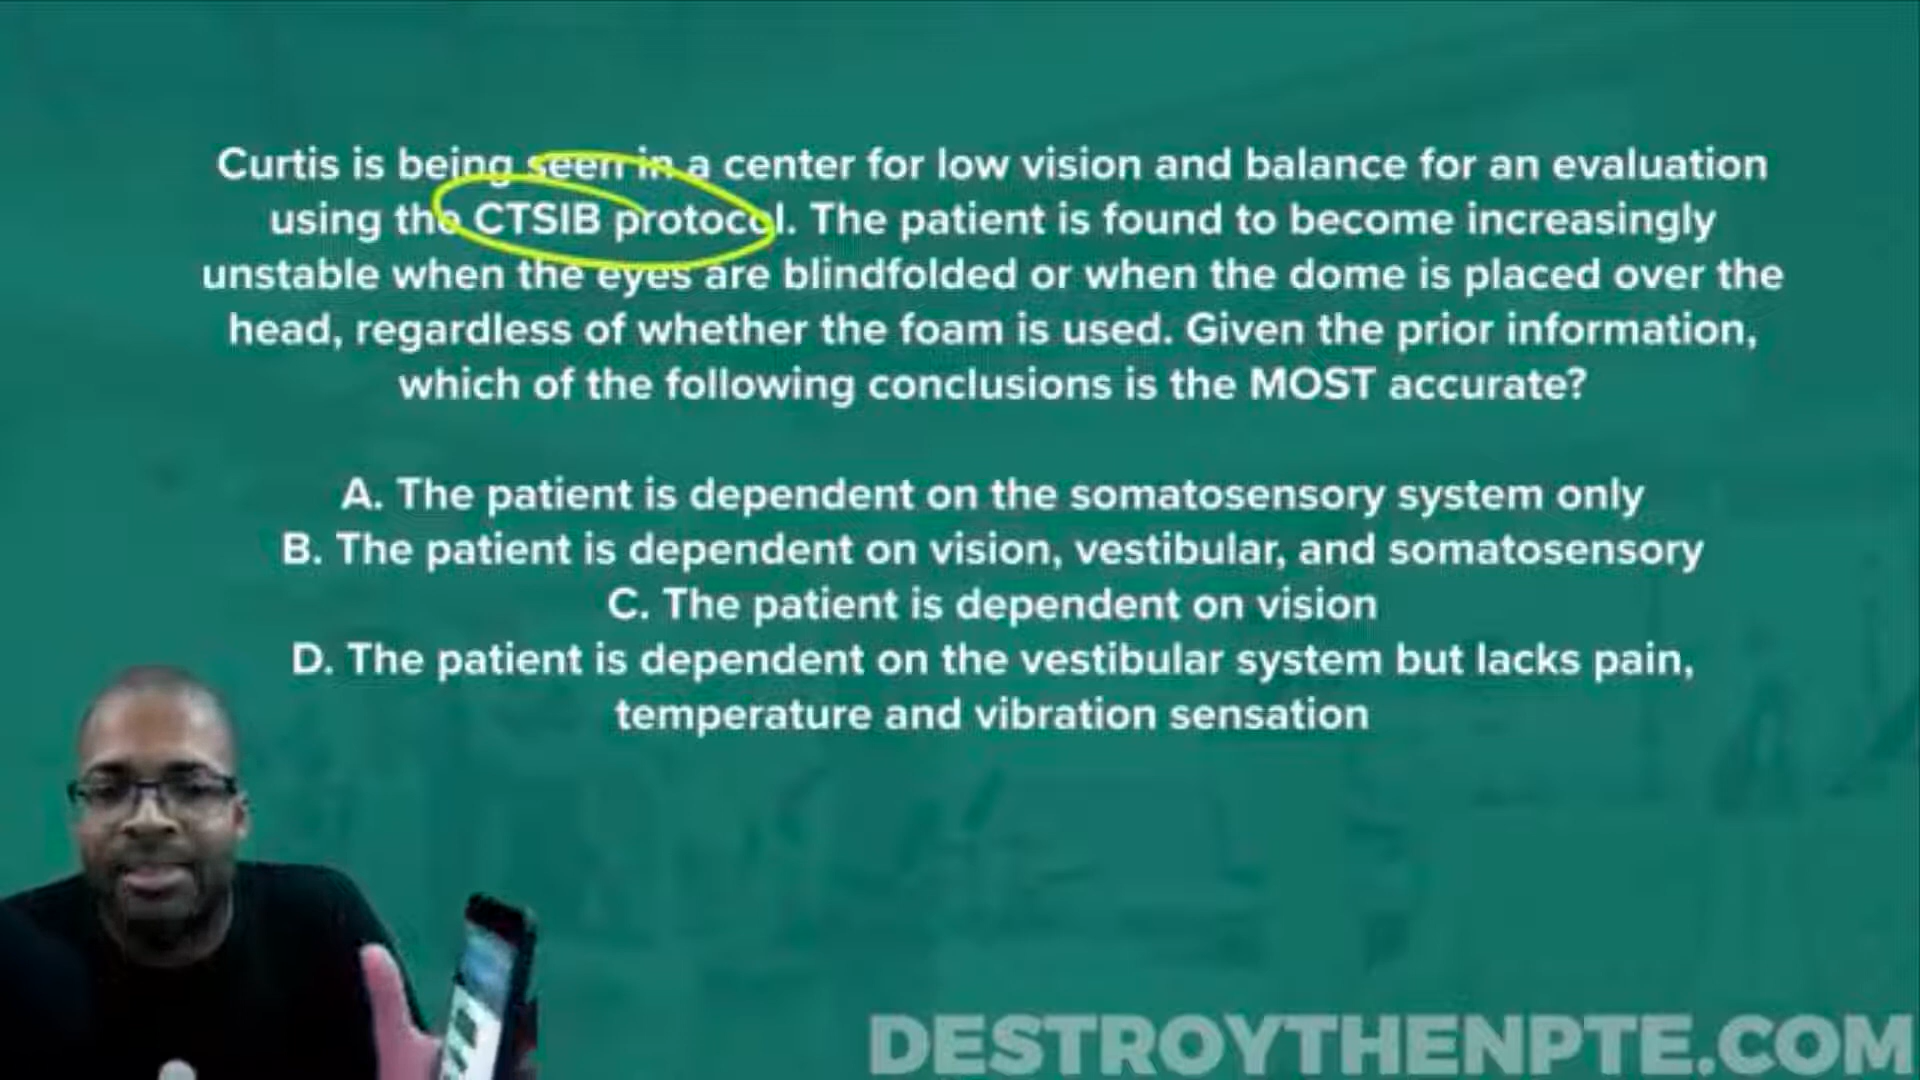 Curtis is being seen in a center for low vision and balance for an evaluation
using the CTSIB protocol. The patient is found to become increasingly
unstable when the eyes are blindfolded or when the dome is placed over the
head, regardless of whether the foam is used. Given the prior information,
which of the following conclusions is the MOST accurate?
A. The patient is dependent on the somatosensory system only
B. The patient is dependent on vision, vestibular, and somatosensory
C. The patient is dependent on vision
D. The patient is dependent on the vestibular system but lacks pain,
temperature and vibration sensation
DESTROYTHENPTE.COM